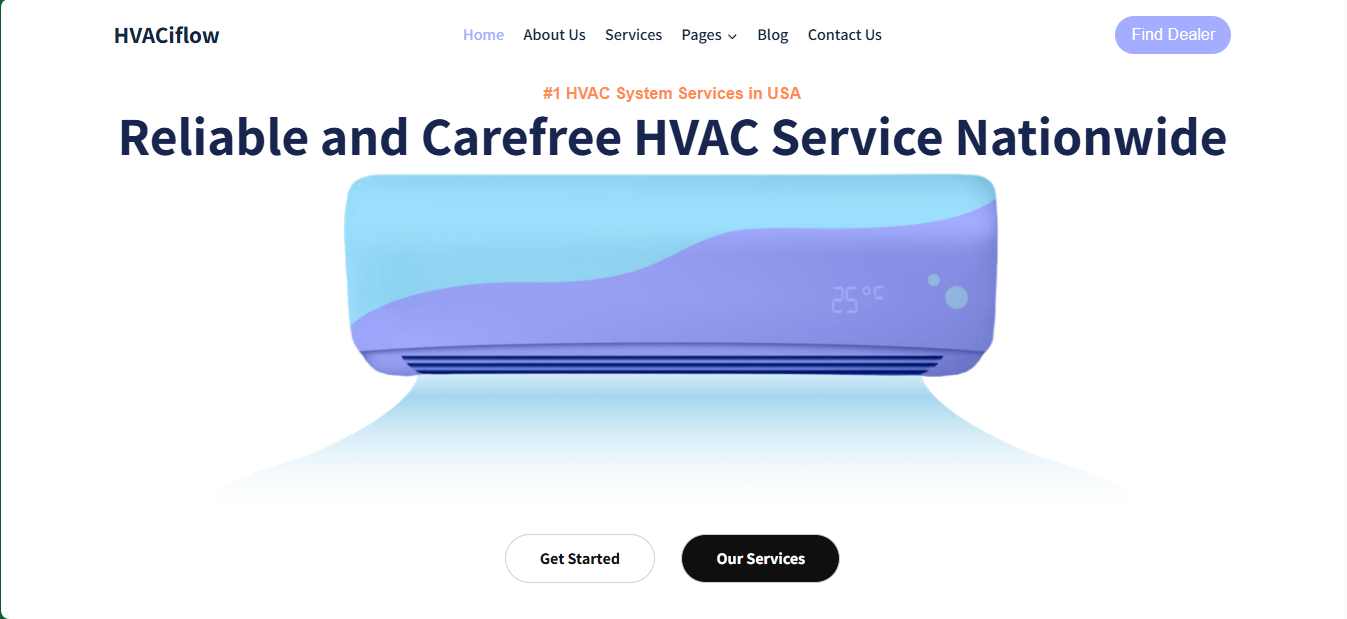 HVACiflow
Home About Us Services Pages Blog Contact Us
Find Dealer
#1 HVAC System Services in USA
Reliable and Carefree HVAC Service Nationwide
25°C
Get Started
Our Services